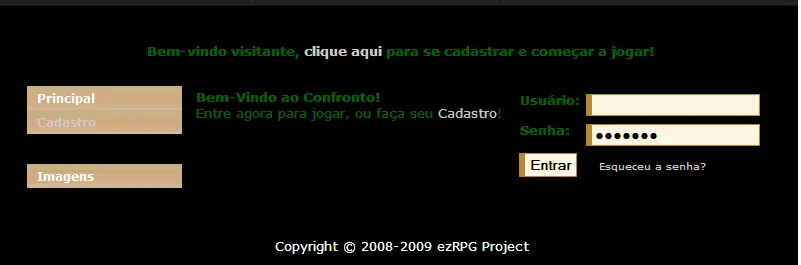 Bem-vindo visitante, clique aqui para se cadastrar e começar a jogar!
Principal
Cadastro
Imagens
Bem-Vindo ao Confronto!
Entre agora para jogar, ou faça seu Cadastro!
Usuário:
Senha: •••••••
Entrar Esqueceu a senha?
Copyright © 2008-2009 ezRPG Project